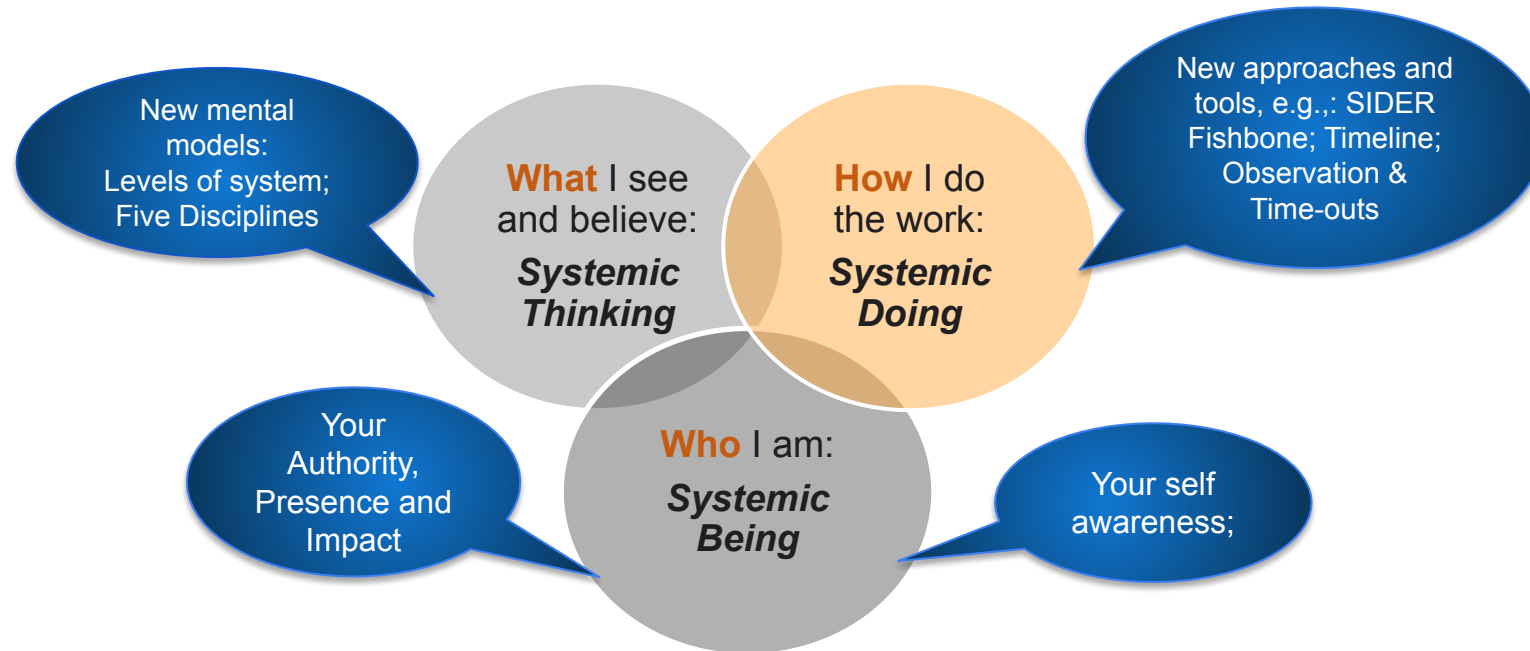 New mental
models:
Levels of system;
Five Disciplines
What I see
and believe:
Systemic
Thinking
How I do
the work:
Systemic
Doing
New approaches and
tools, e.g.,: SIDER
Fishbone; Timeline;
Observation &
Time-outs
Your
Authority,
Presence and
Impact
Who I am:
Systemic
Being
Your self
awareness;